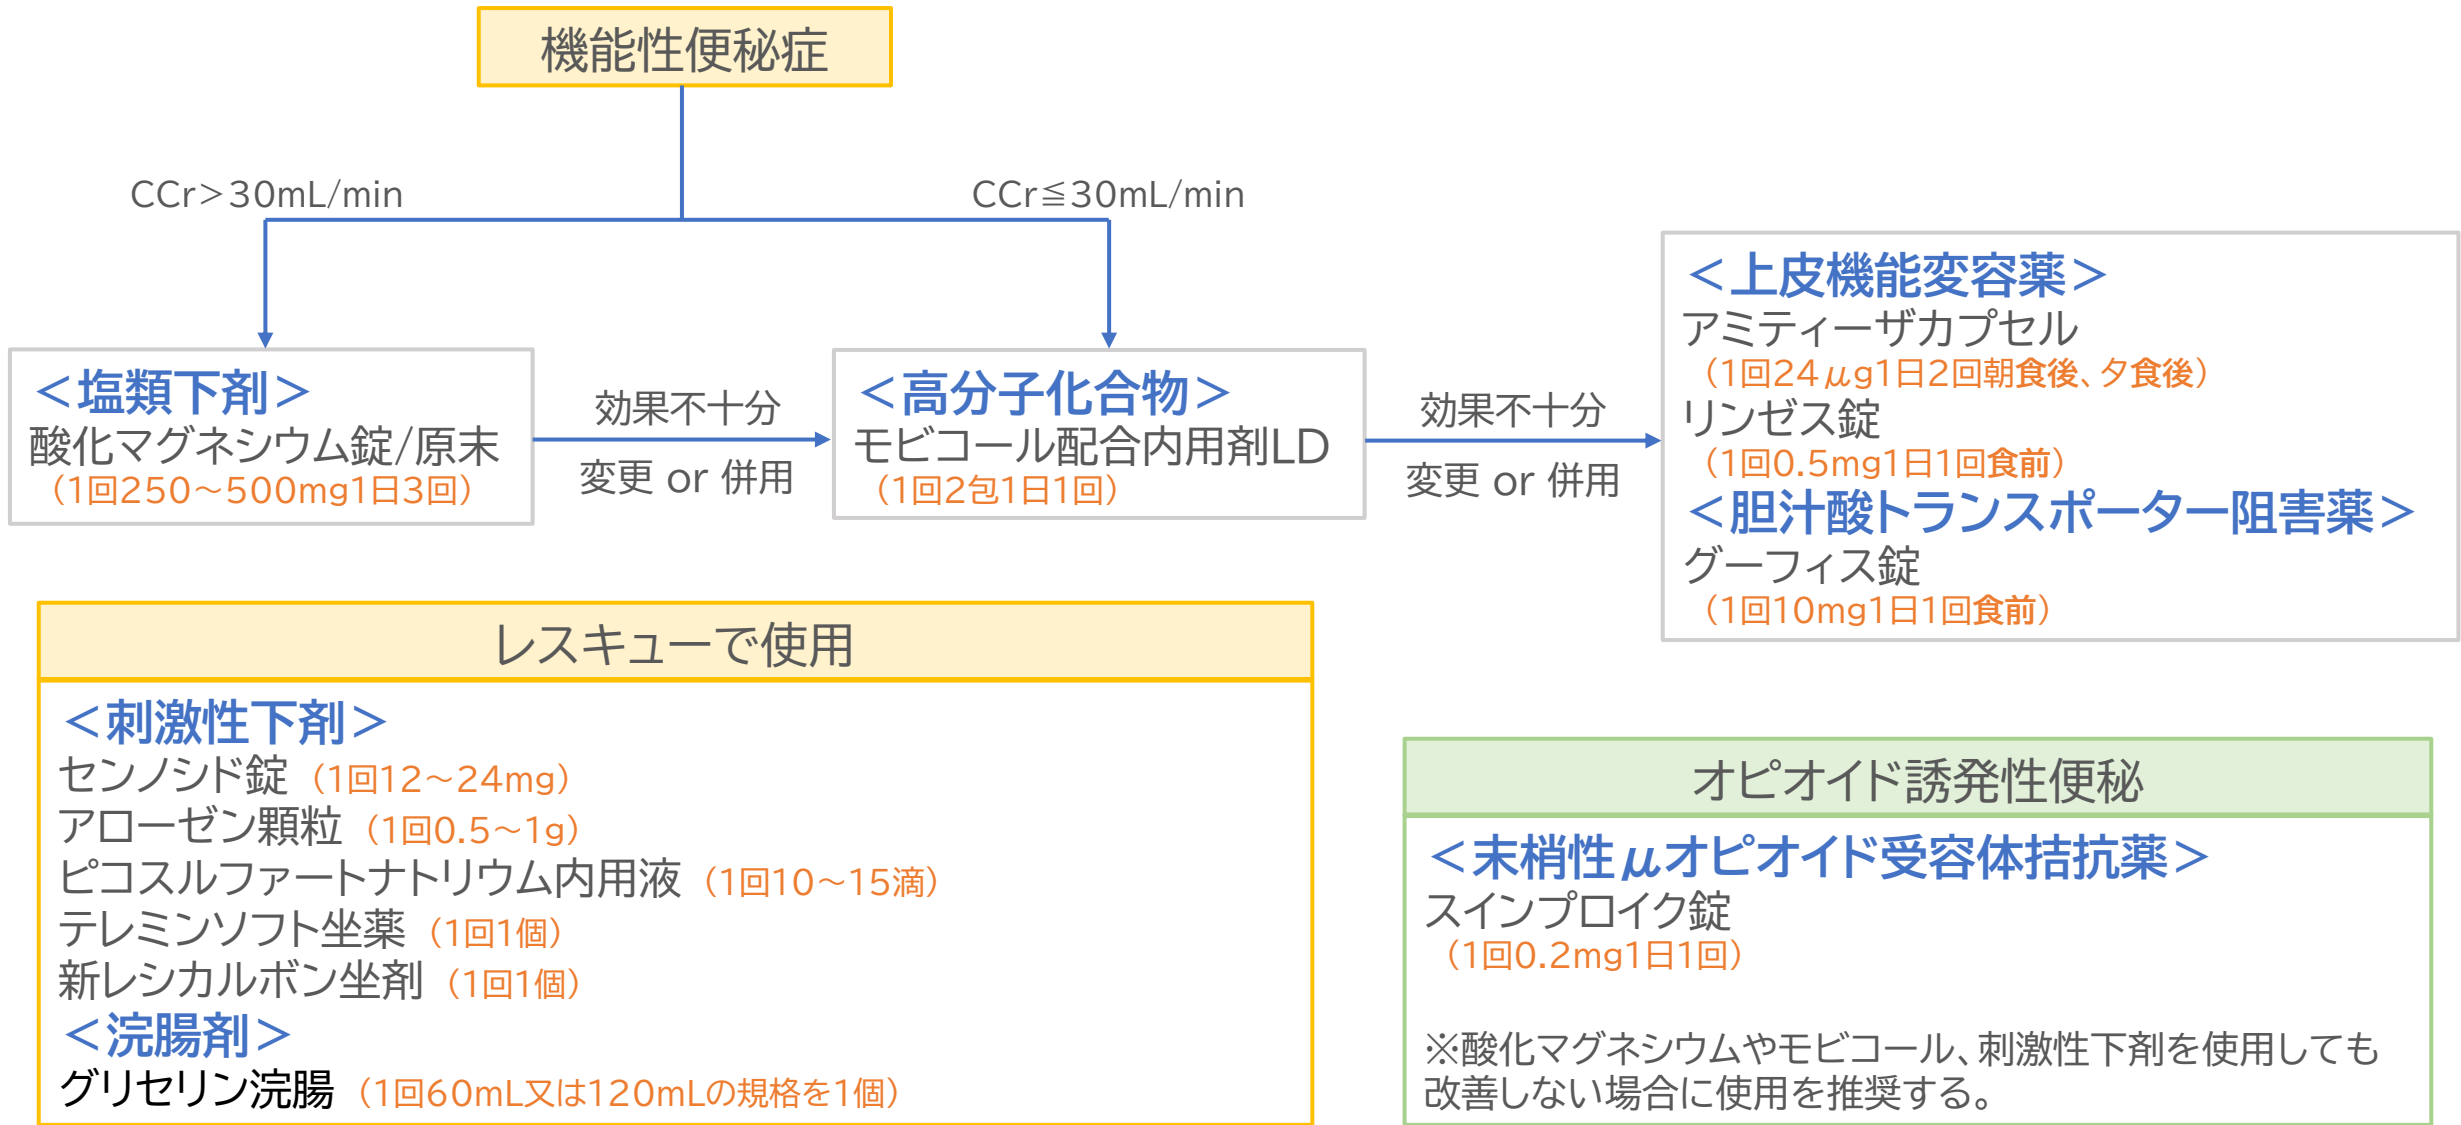 機能性便秘症
CCr>30mL/min
CCr≦30mL/min
＜塩類下剤＞
酸化マグネシウム錠/原末
（1回250～500mg1日3回）
効果不十分
変更 or 併用
＜高分子化合物＞
モビコール配合内用剤LD
（1回2包1日1回）
効果不十分
変更 or 併用
＜上皮機能変容薬＞
アミティーザカプセル
（1回24μg1日2回朝食後、夕食後）
リンゼス錠
（1回0.5mg1日1回食前）
＜胆汁酸トランスポーター阻害薬＞
グーフィス錠
（1回10mg1日1回食前）
レスキューで使用
＜刺激性下剤＞
センノシド錠（1回12～24mg）
アローゼン顆粒（1回0.5～1g）
ピコスルファートナトリウム内用液（1回10～15滴）
テレミンソフト坐薬（1回1個）
新レシカルボン坐剤（1回1個）
＜浣腸剤＞
グリセリン浣腸（1回60mL又は120mLの規格を1個）
オピオイド誘発性便秘
＜末梢性μオピオイド受容体拮抗薬＞
スインプロイク錠
（1回0.2mg1日1回）
※酸化マグネシウムやモビコール、刺激性下剤を使用しても
改善しない場合に使用を推奨する。